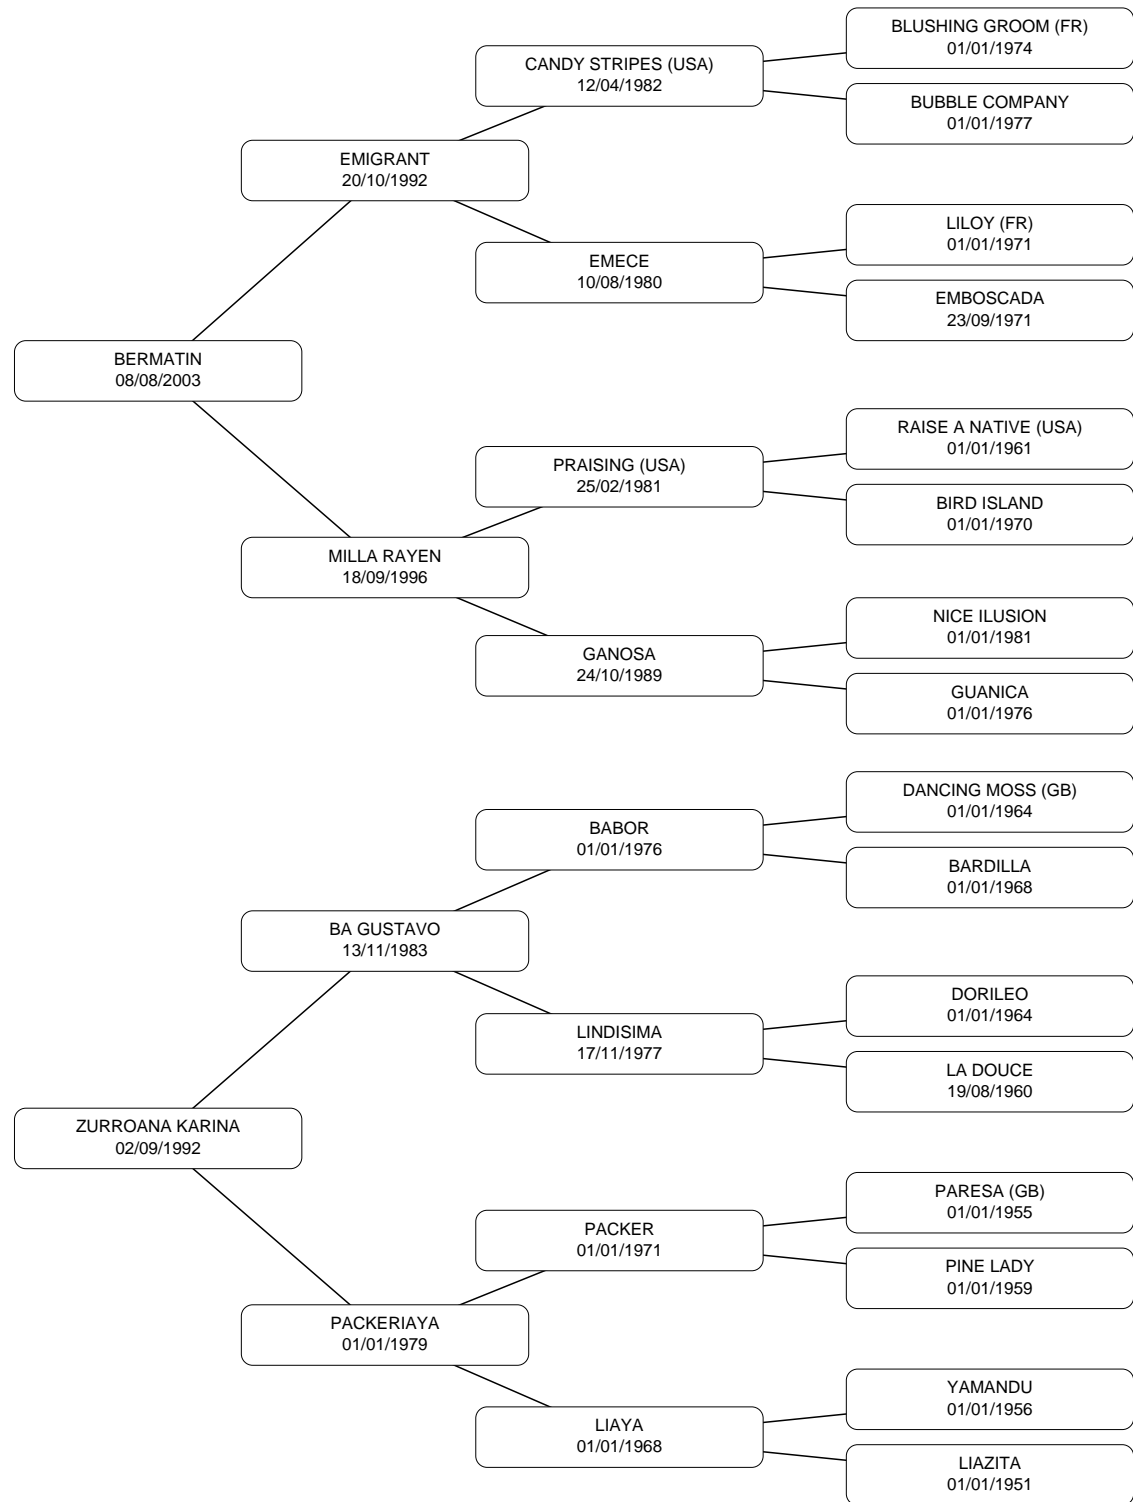 BLUSHING GROOM (FR)
01/01/1974
CANDY STRIPES (USA)
12/04/1982
BUBBLE COMPANY
01/01/1977
EMIGRANT
20/10/1992
LILOY (FR)
01/01/1971
EMECE
10/08/1980
EMBOSCADA
23/09/1971
BERMATIN
08/08/2003
RAISE A NATIVE (USA)
01/01/1961
PRAISING (USA)
25/02/1981
BIRD ISLAND
01/01/1970
MILLA RAYEN
18/09/1996
NICE ILUSION
01/01/1981
GANOSA
24/10/1989
GUANICA
01/01/1976
DANCING MOSS (GB)
01/01/1964
BABOR
01/01/1976
BARDILLA
01/01/1968
BA GUSTAVO
13/11/1983
DORILEO
01/01/1964
LINDISIMA
17/11/1977
LA DOUCE
19/08/1960
ZURROANA KARINA
02/09/1992
PARESA (GB)
01/01/1955
PACKER
01/01/1971
PINE LADY
01/01/1959
PACKERIAYA
01/01/1979
YAMANDU
01/01/1956
LIAYA
01/01/1968
LIAZITA
01/01/1951